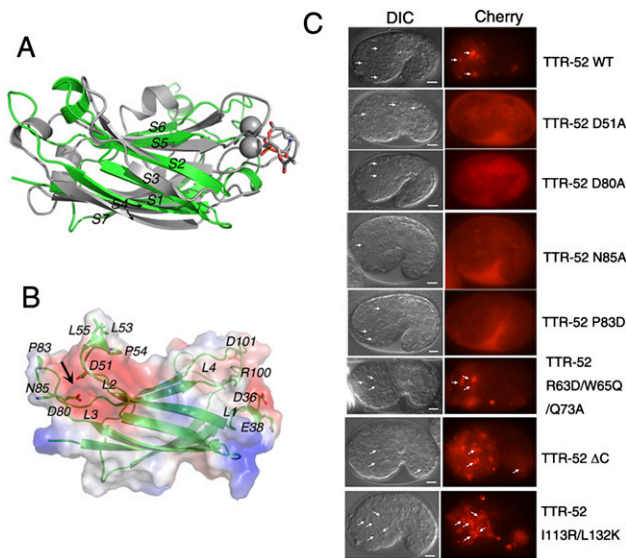 A
S6
S5
S2
S3
S1
S4
S7
B
L55
L53
P54
P83
D51
L2
N85
D80
L3
D101
L4
R100
D36
L1
E38
C
DIC Cherry
TTR-52 WT
TTR-52 D51A
TTR-52 D80A
TTR-52 N85A
TTR-52 P83D
TTR-52
R63D/W65Q
/Q73A
TTR-52 ΔC
TTR-52
I113R/L132K